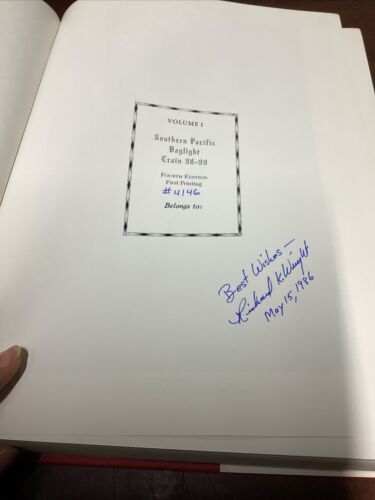 VOLUME I
Southern Pacific
Daylight
Train 98-99
FOURTH EDITION
First Printing
#4146
Belongs to:
Best Wishes —
Richard K. Wright
May 15, 1986